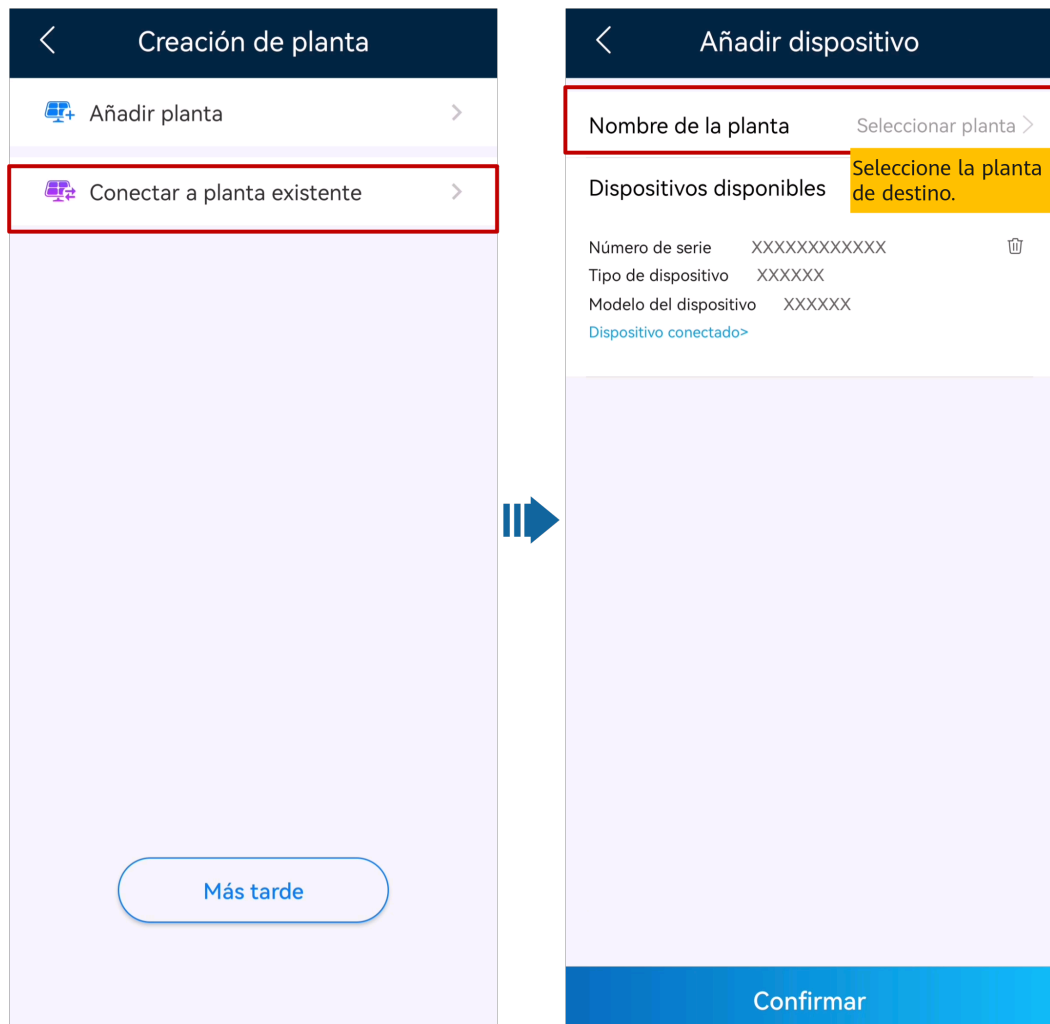 Creación de planta
Añadir planta
Conectar a planta existente
Más tarde
Añadir dispositivo
Nombre de la planta Seleccionar planta >
Seleccione la planta
de destino.
Dispositivos disponibles
Número de serie XXXXXXXXXXXX
Tipo de dispositivo XXXXXX
Modelo del dispositivo XXXXXX
Dispositivo conectado>
Confirmar